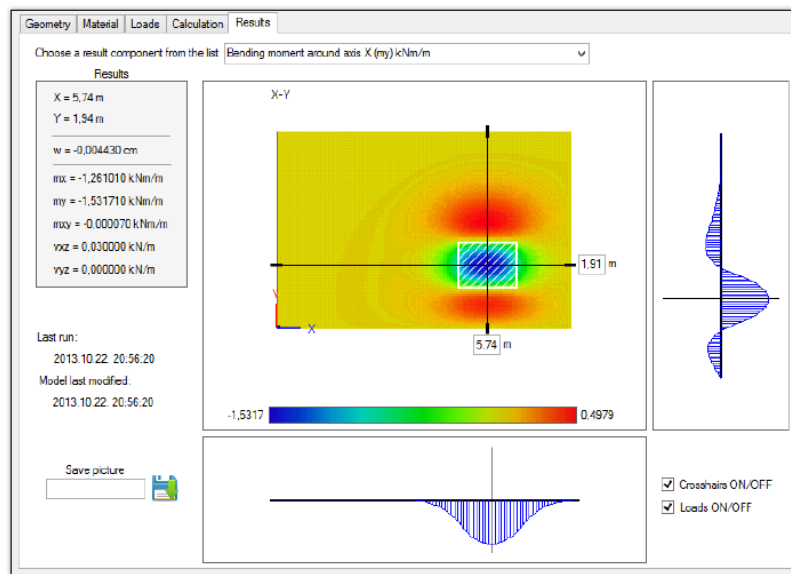 Geometry Material Loads Calculation Results
Choose a result component from the list Bending moment around axis X (my) kNm/m
Results
X = 5,74 m
Y = 1,94 m
w = -0,004430 cm
mx = -1,261010 kNm/m
my = -1,531710 kNm/m
mxy = -0.000070 kNm/m
vxz = 0,030000 kN/m
vyz = 0,000000 kN/m
X-Y
1.91 m
Y
X
5.74 m
-1,5317 0,4979
Last run:
2013.10.22. 20:56:20
Model last modified:
2013.10.22. 20:56:20
Save picture
Crosshairs ON/OFF
Loads ON/OFF